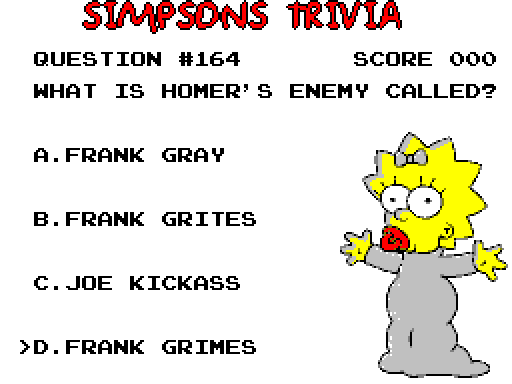 SIMPSONS TRIVIA
QUESTION #164 SCORE 000
WHAT IS HOMER'S ENEMY CALLED?
A.FRANK GRAY
B.FRANK GRITES
C.JOE KICKASS
>D.FRANK GRIMES